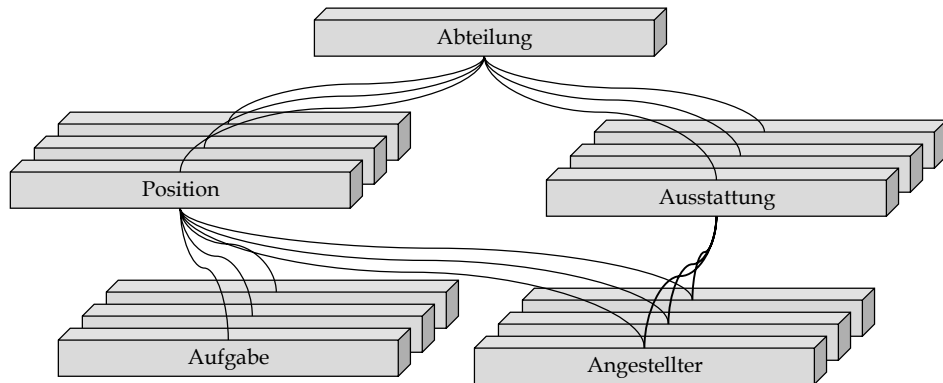 Abteilung
Position
Ausstattung
Aufgabe
Angestellter